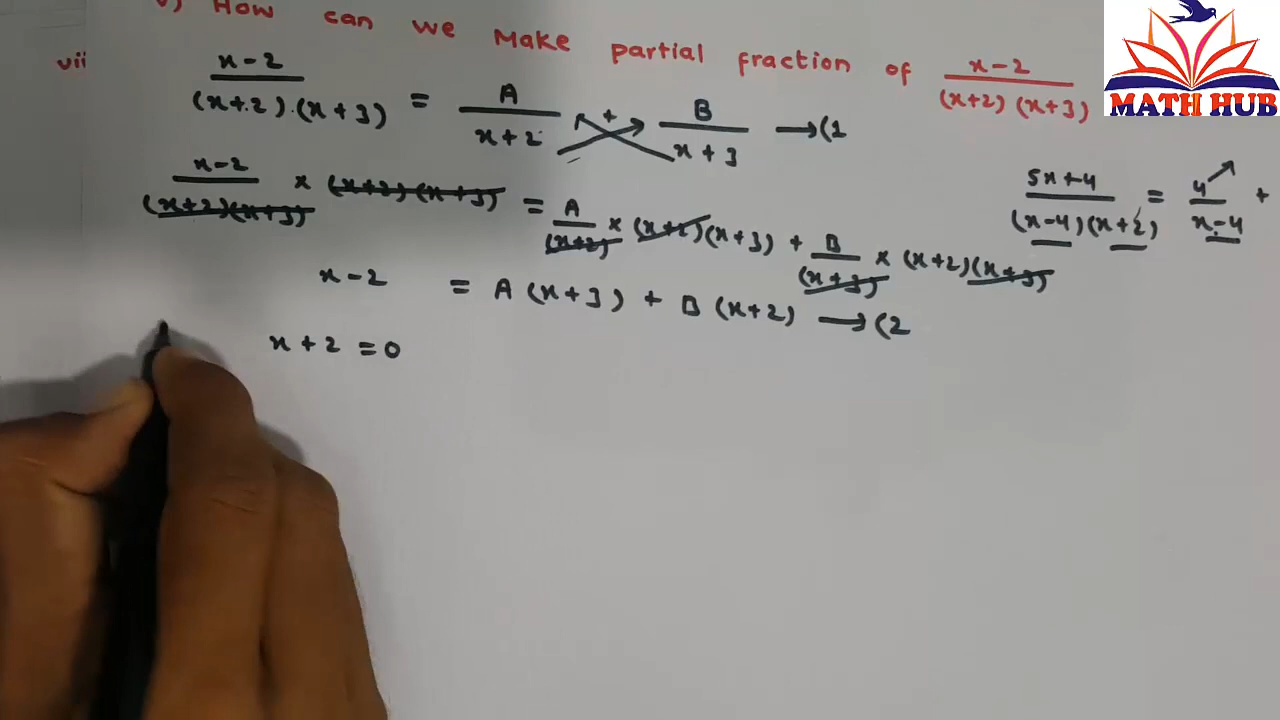 v) How can we Make partial fraction of x-2 / (x+2)(x+3)
MATH HUB
vii
x-2 / (x+2).(x+3) = A / x+2 + B / x+3 →(1
x-2 / (x+2)(x+3) × (x+2)(x+3) = A / (x+2) × (x+2)(x+3) + B / (x+3) × (x+2)(x+3)
5x+4 / (x-4)(x+2) = 4 / x-4 +
x-2 = A(x+3) + B(x+2) →(2
x+2=0